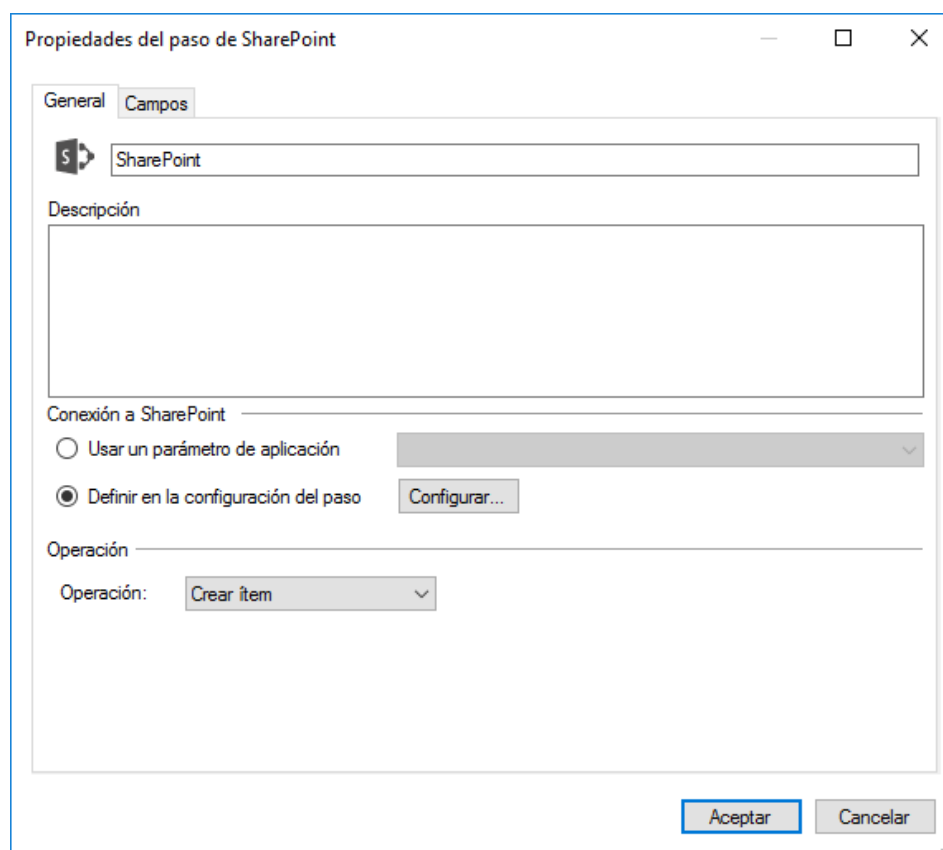 Propiedades del paso de SharePoint
General Campos
S SharePoint
Descripción
Conexión a SharePoint
Usar un parámetro de aplicación
Definir en la configuración del paso Configurar...
Operación
Operación: Crear ítem
Aceptar Cancelar